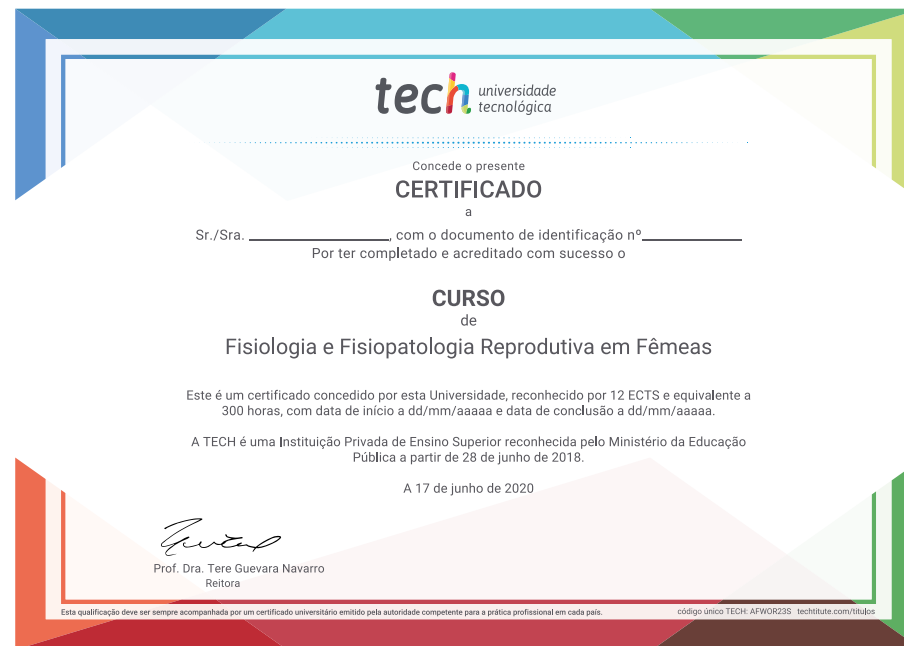 tech universidade
tecnológica
Concede o presente
CERTIFICADO
a
Sr./Sra. ________________, com o documento de identificação nº____________
Por ter completado e acreditado com sucesso o
CURSO
de
Fisiologia e Fisiopatologia Reprodutiva em Fêmeas
Este é um certificado concedido por esta Universidade, reconhecido por 12 ECTS e equivalente a
300 horas, com data de início a dd/mm/aaaaa e data de conclusão a dd/mm/aaaaa.
A TECH é uma Instituição Privada de Ensino Superior reconhecida pelo Ministério da Educação
Pública a partir de 28 de junho de 2018.
A 17 de junho de 2020
Prof. Dra. Tere Guevara Navarro
Reitora
Esta qualificação deve ser sempre acompanhada por um certificado universitário emitido pela autoridade competente para a prática profissional em cada país.
código único TECH: AFWOR23S techtitute.com/titulos